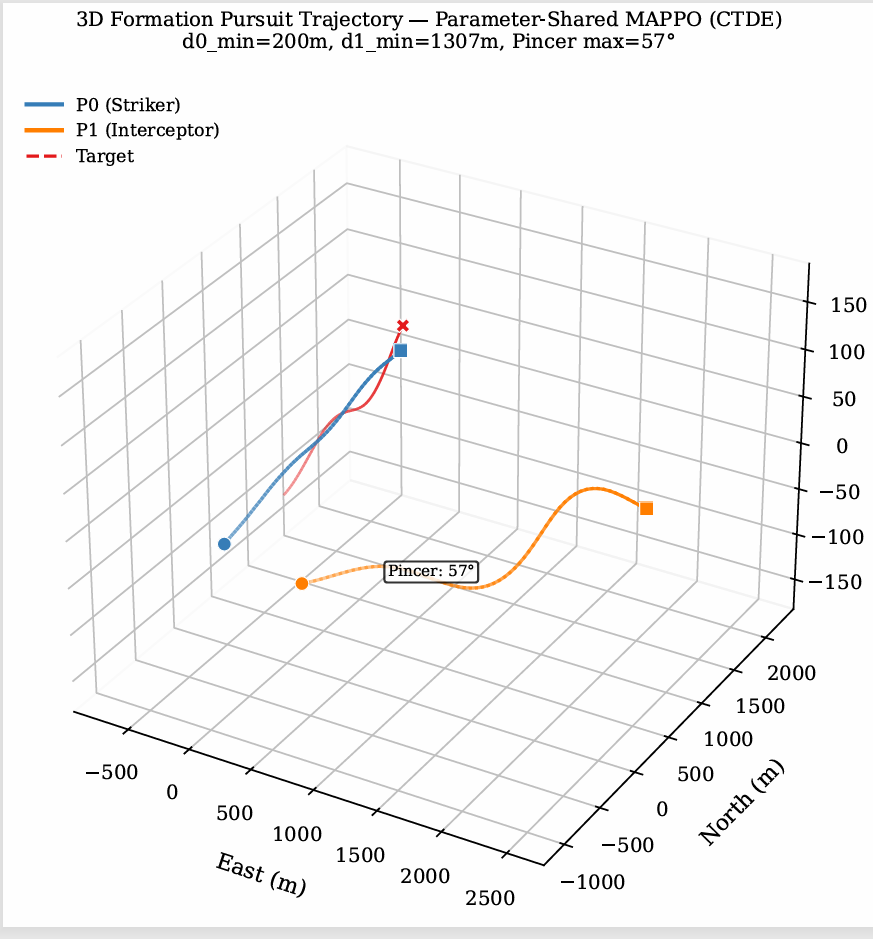 3D Formation Pursuit Trajectory — Parameter-Shared MAPPO (CTDE)
d0_min=200m, d1_min=1307m, Pincer max=57°
P0 (Striker)
P1 (Interceptor)
Target
Pincer: 57°
150
100
50
0
−50
−100
−150
2000
1500
1000
500
0
−500
−1000
North (m)
−500
0
500
1000
1500
2000
2500
East (m)